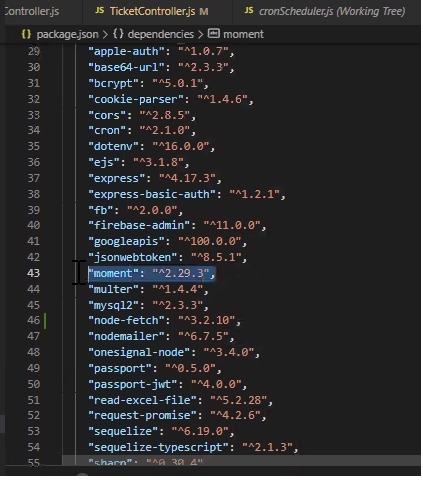 Controller.js
JS TicketController.js M
JS cronScheduler.js (Working Tree)
{} package.json > {} dependencies > moment
29 "apple-auth": "^1.0.7",
30 "base64-url": "^2.3.3",
31 "bcrypt": "^5.0.1",
32 "cookie-parser": "^1.4.6",
33 "cors": "^2.8.5",
34 "cron": "^2.1.0",
35 "dotenv": "^16.0.0",
36 "ejs": "^3.1.8",
37 "express": "^4.17.3",
38 "express-basic-auth": "^1.2.1",
39 "fb": "^2.0.0",
40 "firebase-admin": "^11.0.0",
41 "googleapis": "^100.0.0",
42 "jsonwebtoken": "^8.5.1",
43 "moment": "^2.29.3",
44 "multer": "^1.4.4",
45 "mysql2": "^2.3.3",
46 "node-fetch": "^3.2.10",
47 "nodemailer": "^6.7.5",
48 "onesignal-node": "^3.4.0",
49 "passport": "^0.5.0",
50 "passport-jwt": "^4.0.0",
51 "read-excel-file": "^5.2.28",
52 "request-promise": "^4.2.6",
53 "sequelize": "^6.19.0",
54 "sequelize-typescript": "^2.1.3",
55 "sharp": "^0.30.4"